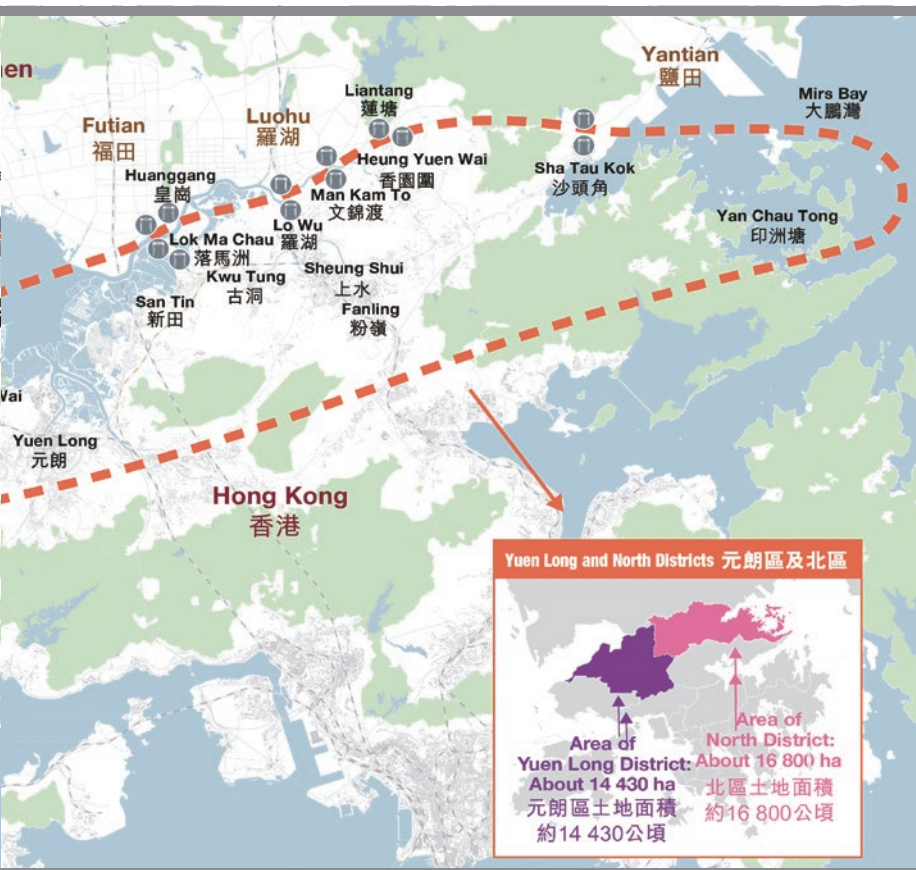 en
Yantian
鹽田
Liantang
蓮塘
Mirs Bay
大鵬灣
Futian
福田
Luohu
羅湖
Heung Yuen Wai
香園圍
Sha Tau Kok
沙頭角
Huanggang
皇崗
Man Kam To
文錦渡
Yan Chau Tong
印洲塘
Lo Wu
羅湖
Lok Ma Chau
落馬洲
Kwu Tung
古洞
Sheung Shui
上水
San Tin
新田
Fanling
粉嶺
Wai
Yuen Long
元朗
Hong Kong
香港
Yuen Long and North Districts 元朗區及北區
Area of
Yuen Long District:
About 14 430 ha
元朗區土地面積
約14 430公頃
Area of
North District:
About 16 800 ha
北區土地面積
約16 800公頃